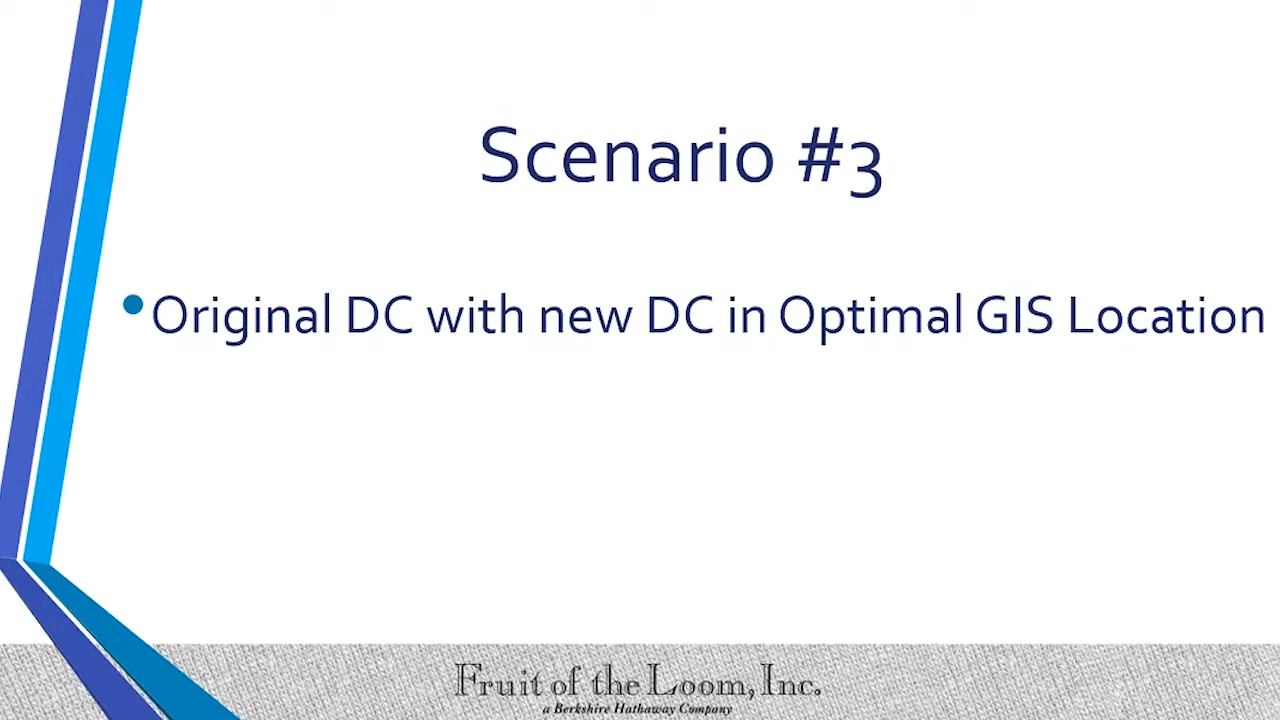 Scenario #3
Original DC with new DC in Optimal GIS Location
Fruit of the Loom, Inc.
a Berkshire Hathaway Company